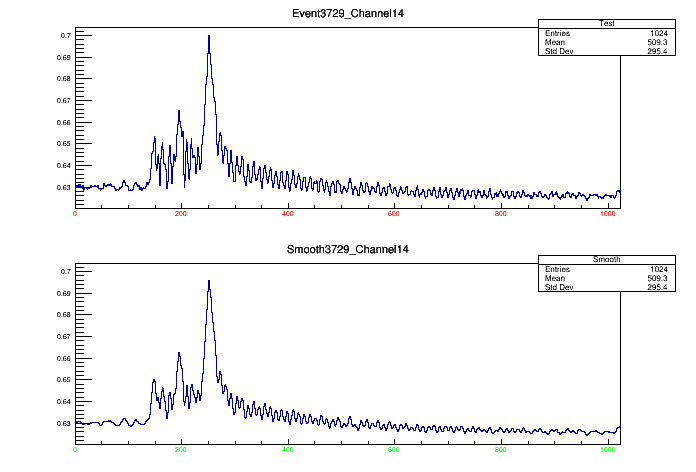 Event3729_Channel14
Test
Entries 1024
Mean 509.3
Std Dev 295.4
0.7
0.69
0.68
0.67
0.66
0.65
0.64
0.63
0 200 400 600 800 1000
Smooth3729_Channel14
Smooth
Entries 1024
Mean 509.3
Std Dev 295.4
0.7
0.69
0.68
0.67
0.66
0.65
0.64
0.63
0 200 400 600 800 1000